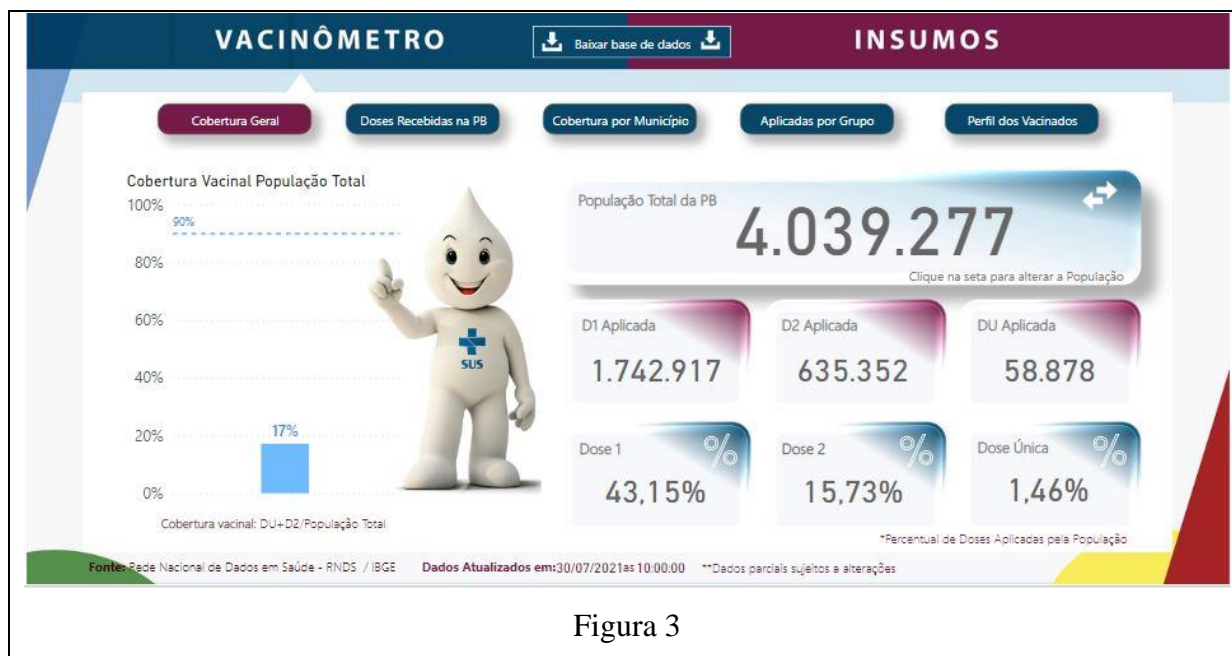 VACINÔMETRO
Baixar base de dados
INSUMOS
Cobertura Geral
Doses Recebidas na PB
Cobertura por Município
Aplicadas por Grupo
Perfil dos Vacinados
Cobertura Vacinal População Total
100%
90%
80%
60%
40%
20%
0%
17%
Cobertura vacinal: DU+D2/População Total
SUS
População Total da PB
4.039.277
Clique na seta para alterar a População
D1 Aplicada
1.742.917
D2 Aplicada
635.352
DU Aplicada
58.878
Dose 1
%
43,15%
Dose 2
%
15,73%
Dose Única
%
1,46%
*Percentual de Doses Aplicadas pela População
Fonte: Rede Nacional de Dados em Saúde - RNDS / IBGE
Dados Atualizados em:30/07/2021as 10:00:00
**Dados parciais sujeitos a alterações
Figura 3